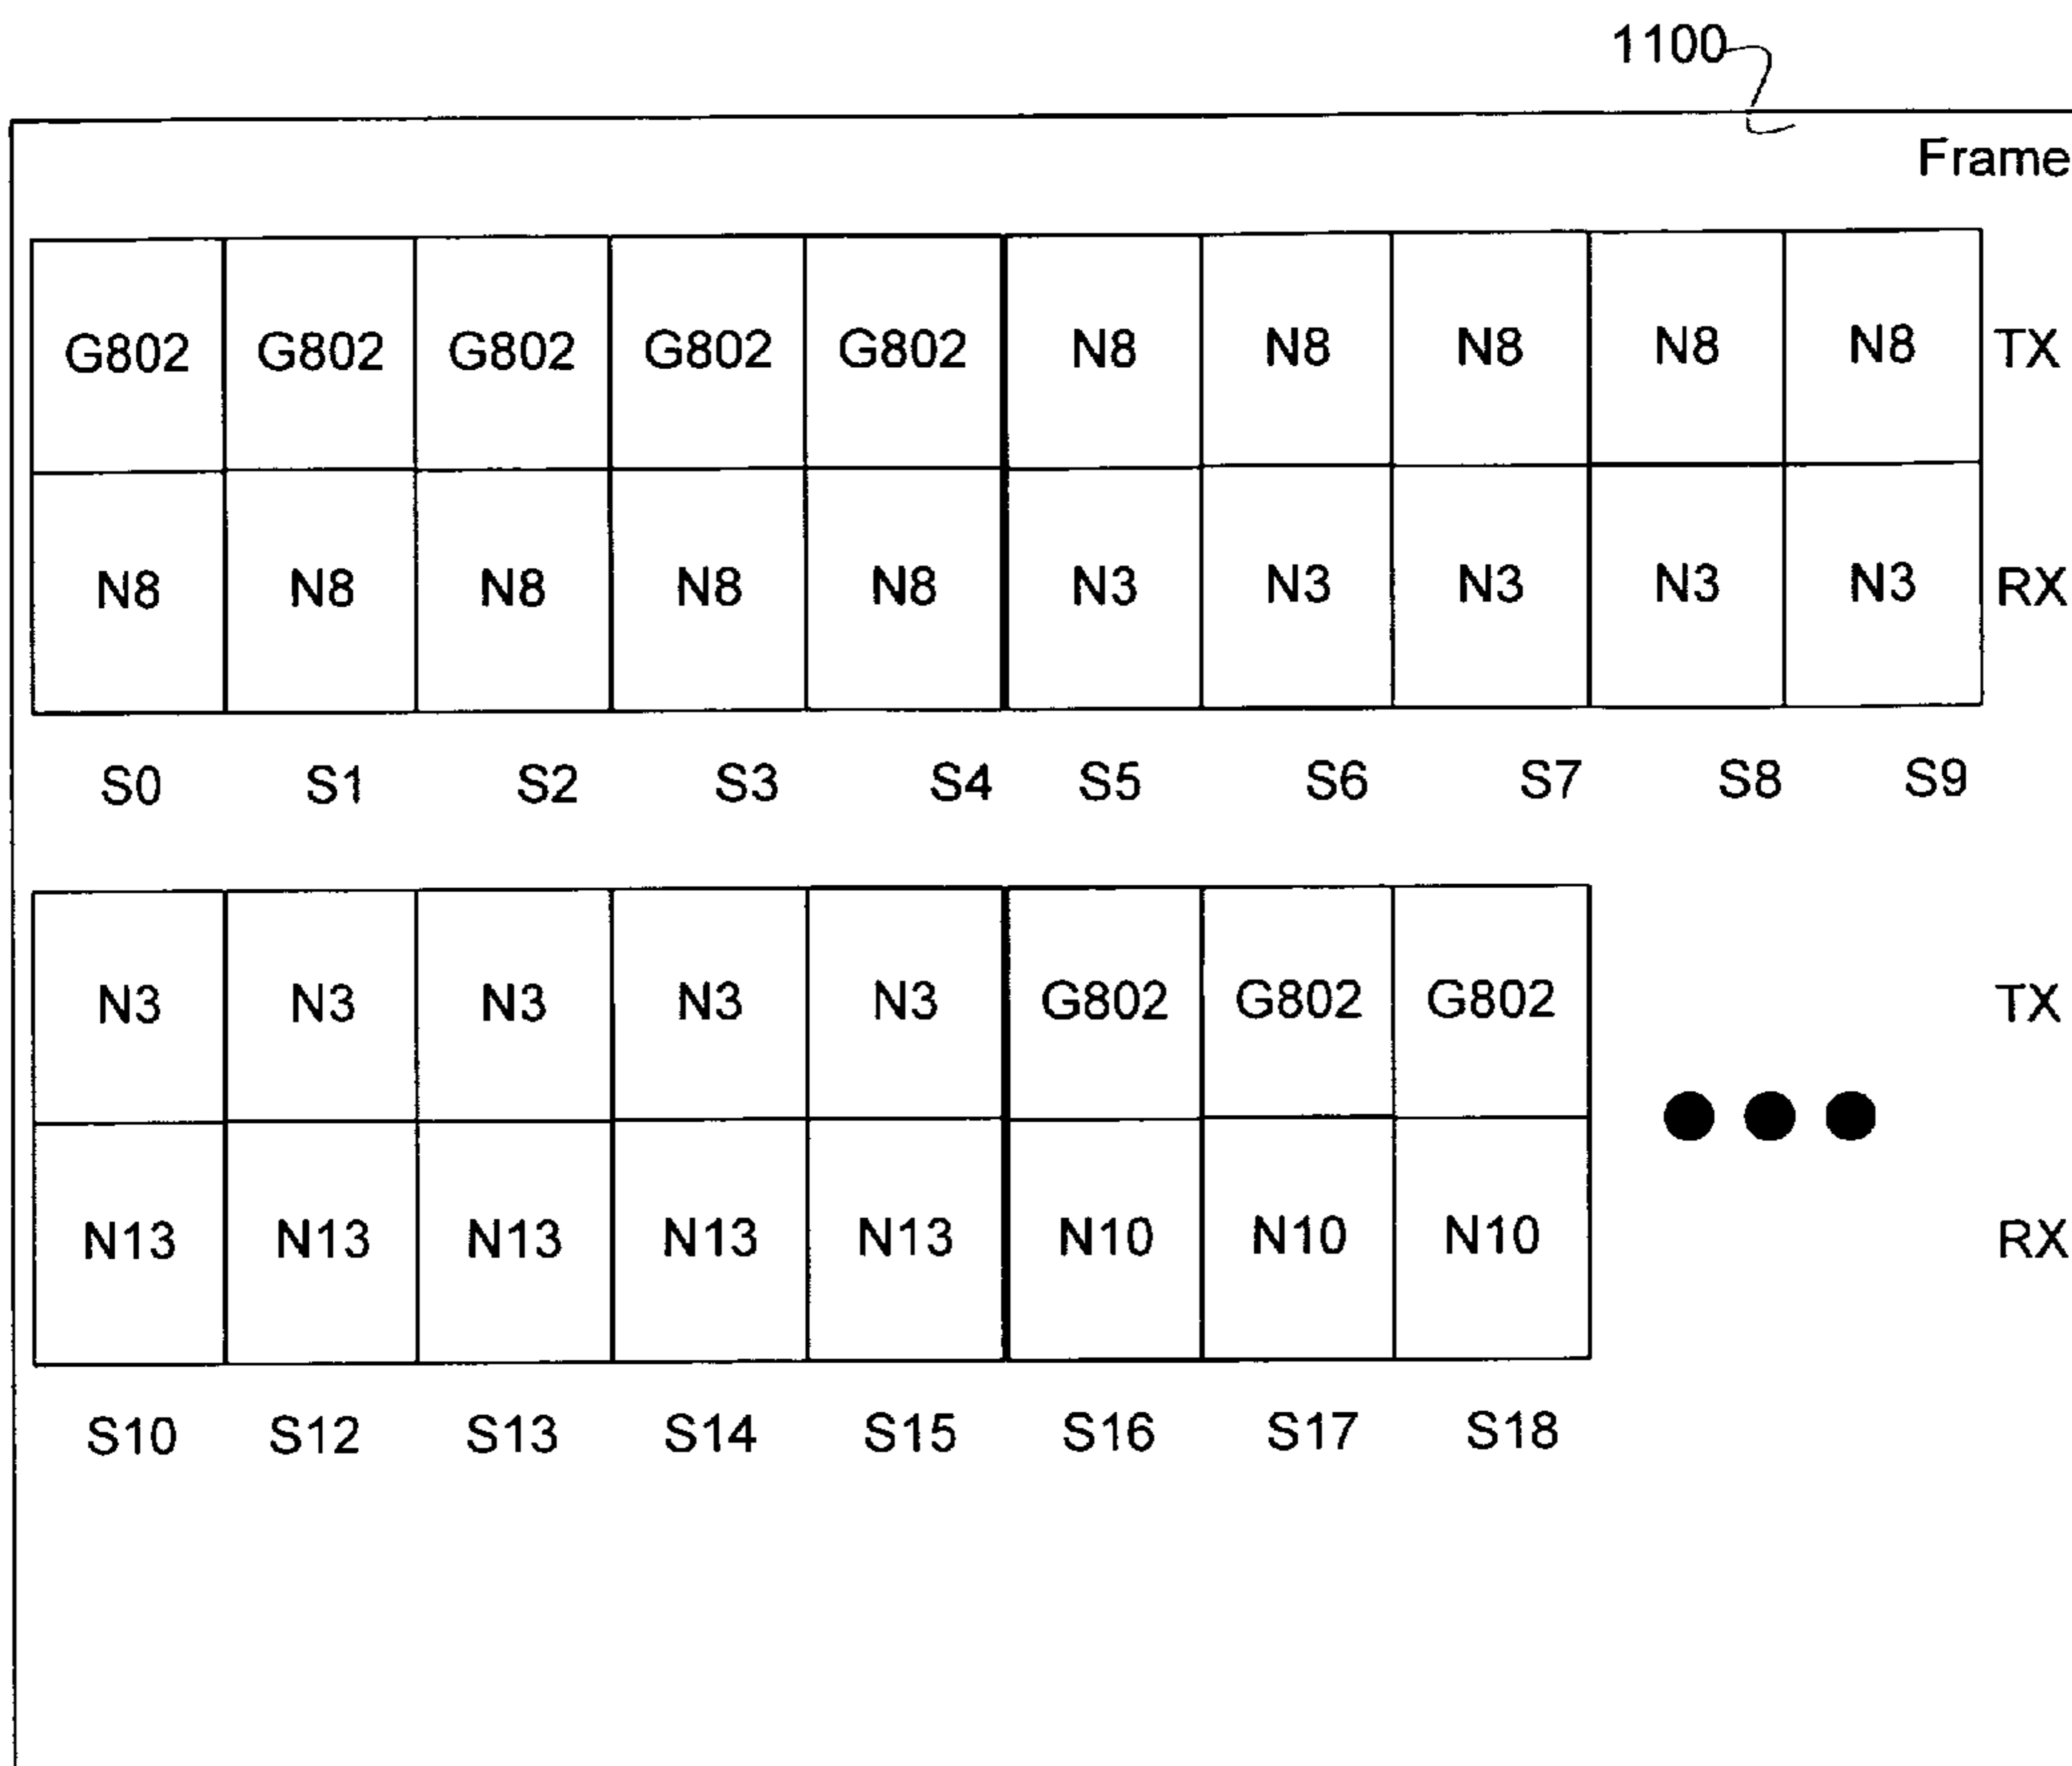 1100
Frame
G802 G802 G802 G802 G802 N8 N8 N8 N8 N8 TX
N8 N8 N8 N8 N8 N3 N3 N3 N3 N3 RX
S0 S1 S2 S3 S4 S5 S6 S7 S8 S9
N3 N3 N3 N3 N3 G802 G802 G802 TX
N13 N13 N13 N13 N13 N10 N10 N10 RX
S10 S12 S13 S14 S15 S16 S17 S18